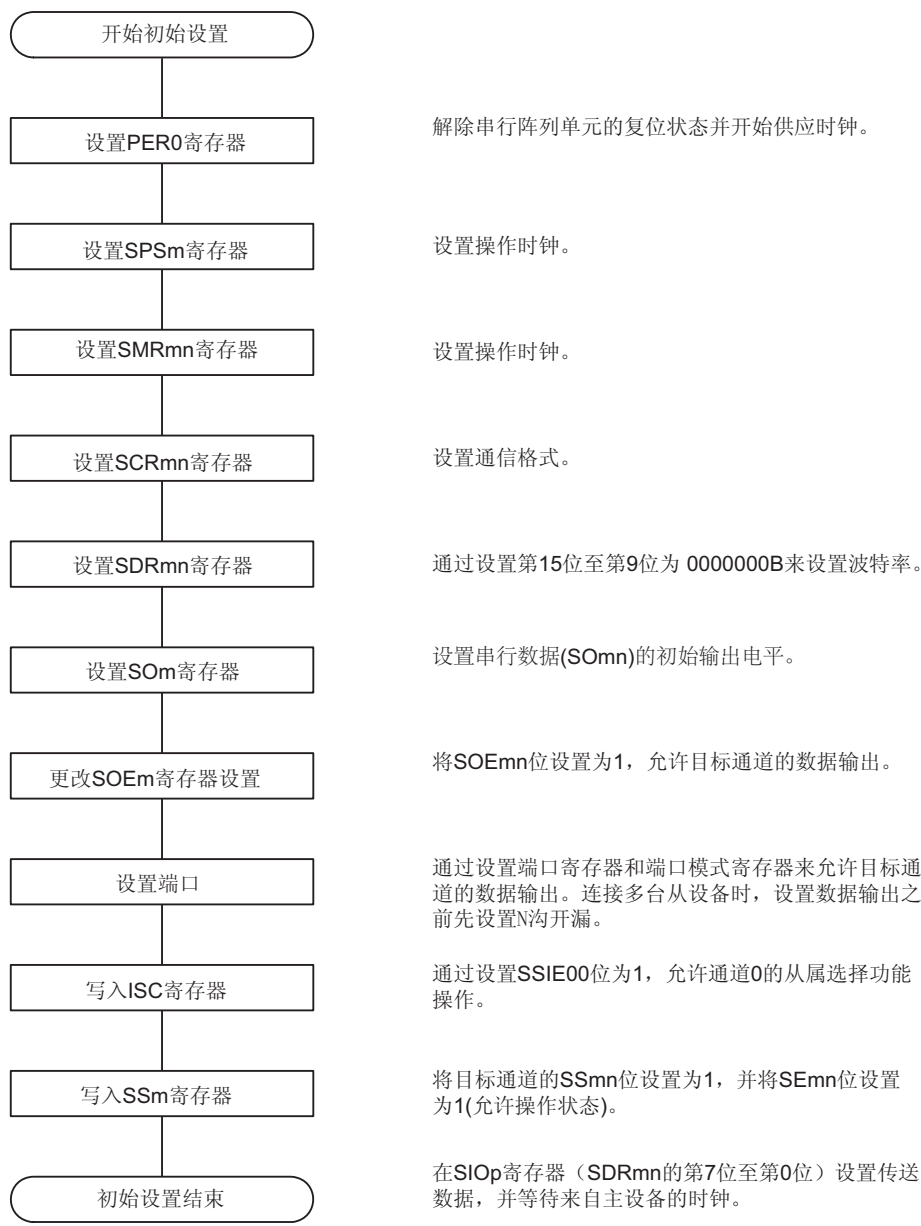 开始初始设置
设置PER0寄存器
解除串行阵列单元的复位状态并开始供应时钟。
设置SPSm寄存器
设置操作时钟。
设置SMRmn寄存器
设置操作时钟。
设置SCRmn寄存器
设置通信格式。
设置SDRmn寄存器
通过设置第15位至第9位为 0000000B来设置波特率。
设置SOm寄存器
设置串行数据(SOmn)的初始输出电平。
更改SOEm寄存器设置
将SOEmn位设置为1，允许目标通道的数据输出。
设置端口
通过设置端口寄存器和端口模式寄存器来允许目标通
道的数据输出。连接多台从设备时，设置数据输出之
前先设置N沟开漏。
写入ISC寄存器
通过设置SSIE00位为1，允许通道0的从属选择功能
操作。
写入SSm寄存器
将目标通道的SSmn位设置为1，并将SEmn位设置
为1(允许操作状态)。
初始设置结束
在SIOp寄存器（SDRmn的第7位至第0位）设置传送
数据，并等待来自主设备的时钟。